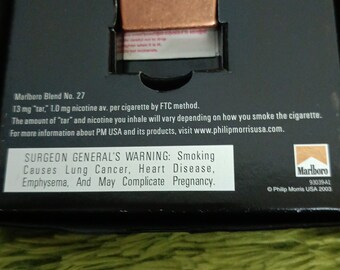 Marlboro Blend No. 27
13 mg "tar," 1.0 mg nicotine av. per cigarette by FTC method.
The amount of "tar" and nicotine you inhale will vary depending on how you smoke the cigarette.
For more information about PM USA and its products, visit www.philipmorrisusa.com.
SURGEON GENERAL'S WARNING: Smoking
Causes Lung Cancer, Heart Disease,
Emphysema, And May Complicate Pregnancy.
Marlboro
93039A1
© Philip Morris USA 2003